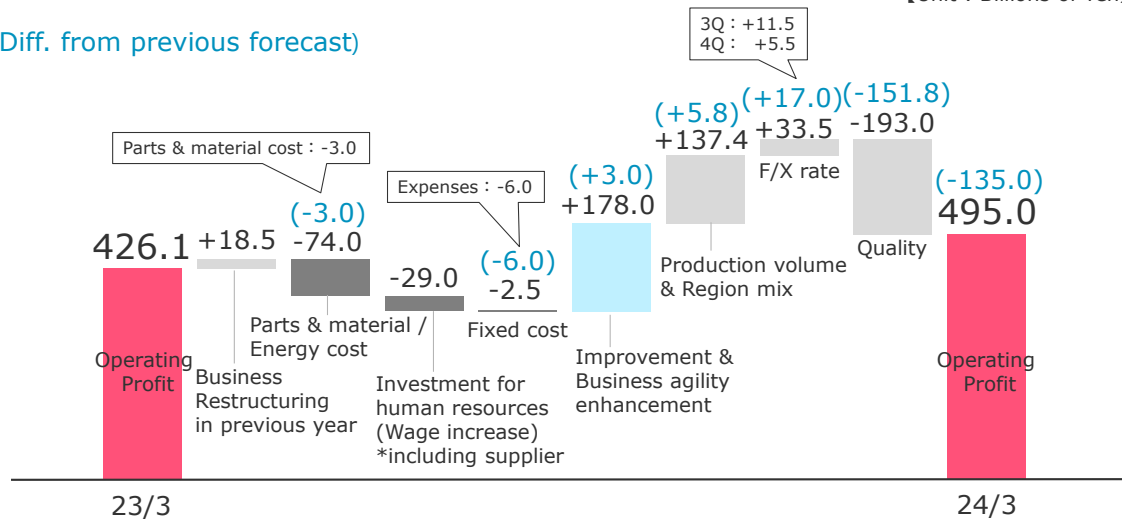 Diff. from previous forecast)
3Q：+11.5
4Q： +5.5
Parts & material cost：-3.0
Expenses：-6.0
426.1
+18.5
(-3.0)
-74.0
-29.0
(-6.0)
-2.5
(+3.0)
+178.0
(+5.8)
+137.4
(+17.0)
+33.5
(-151.8)
-193.0
(-135.0)
495.0
Operating
Profit
Business
Restructuring
in previous year
Parts & material /
Energy cost
Investment for
human resources
(Wage increase)
*including supplier
Fixed cost
Improvement &
Business agility
enhancement
Production volume
& Region mix
F/X rate
Quality
Operating
Profit
23/3
24/3